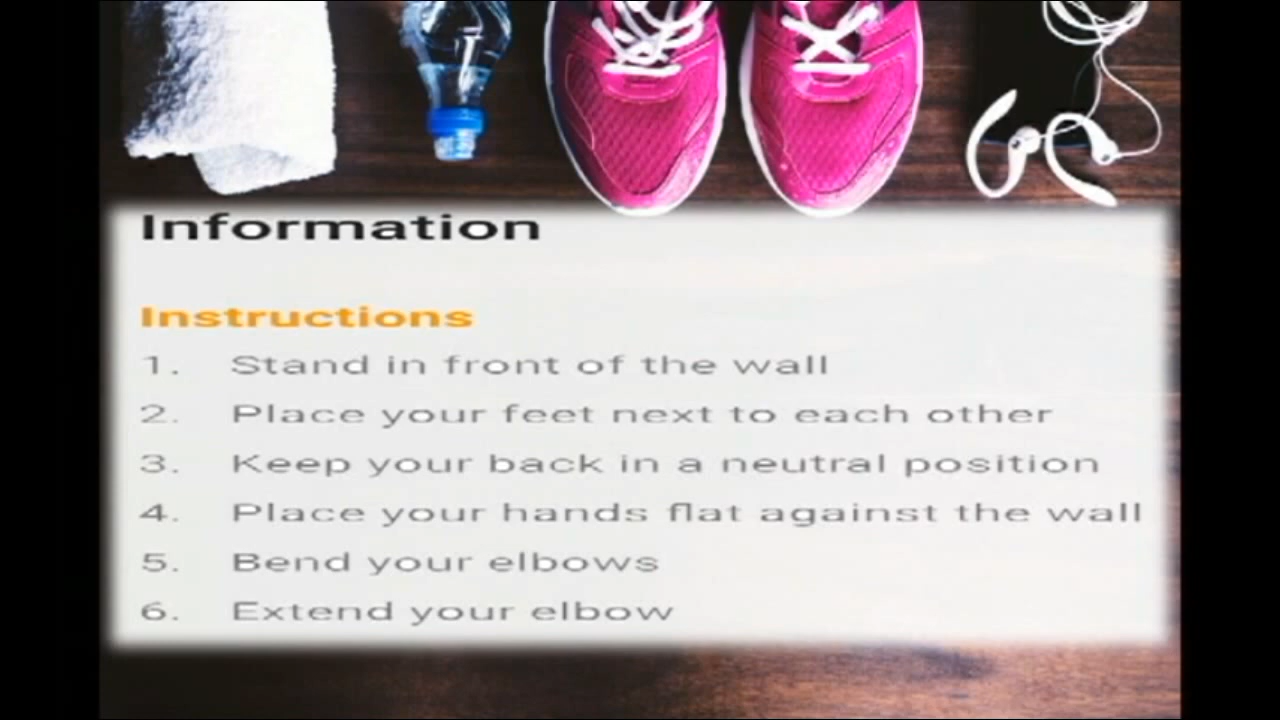 Information
Instructions
1. Stand in front of the wall
2. Place your feet next to each other
3. Keep your back in a neutral position
4. Place your hands flat against the wall
5. Bend your elbows
6. Extend your elbow